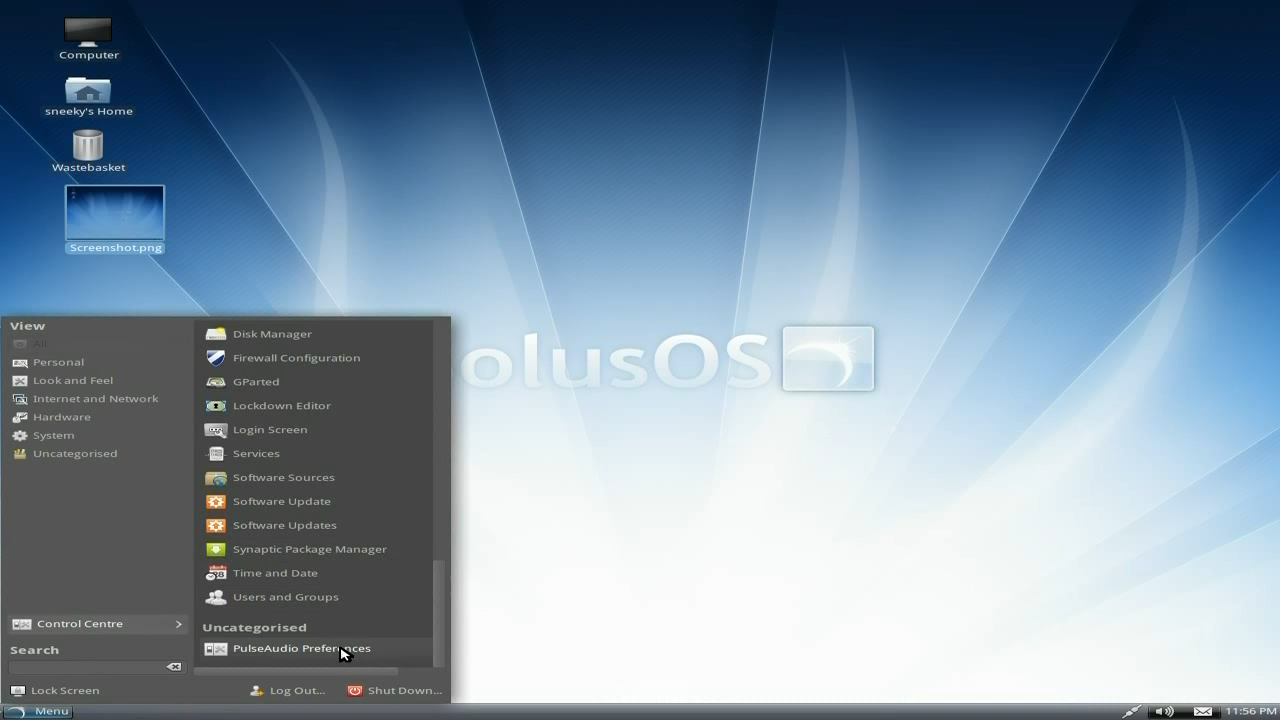 Computer
sneeky's Home
Wastebasket
Screenshot.png
olusOS
View
All
Personal
Look and Feel
Internet and Network
Hardware
System
Uncategorised
Control Centre
Search
Lock Screen
Disk Manager
Firewall Configuration
GParted
Lockdown Editor
Login Screen
Services
Software Sources
Software Update
Software Updates
Synaptic Package Manager
Time and Date
Users and Groups
Uncategorised
PulseAudio Preferences
Log Out...
Shut Down...
Menu
11:56 PM